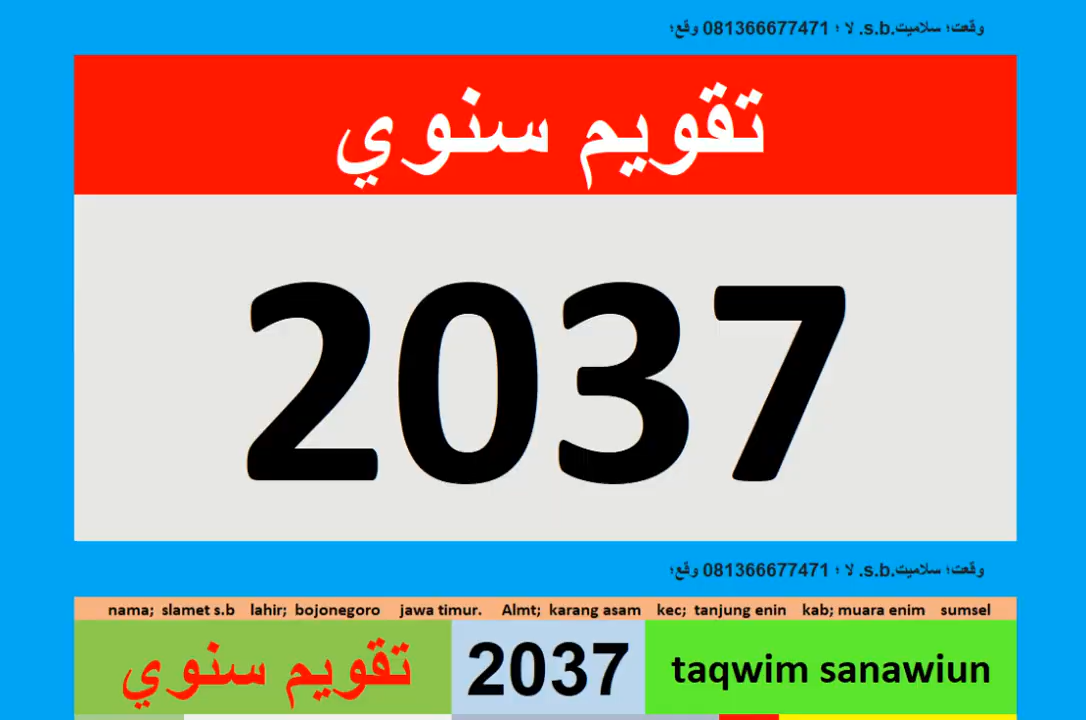 وقعت؛ سلاميت.s.b. لا ؛ 081366677471 وقع؛
تقويم سنوي
2037
وقعت؛ سلاميت.s.b. لا ؛ 081366677471 وقع؛
nama; slamet s.b lahir; bojonegoro jawa timur. Almt; karang asam kec; tanjung enin kab; muara enim sumsel
تقويم سنوي 2037 taqwim sanawiun